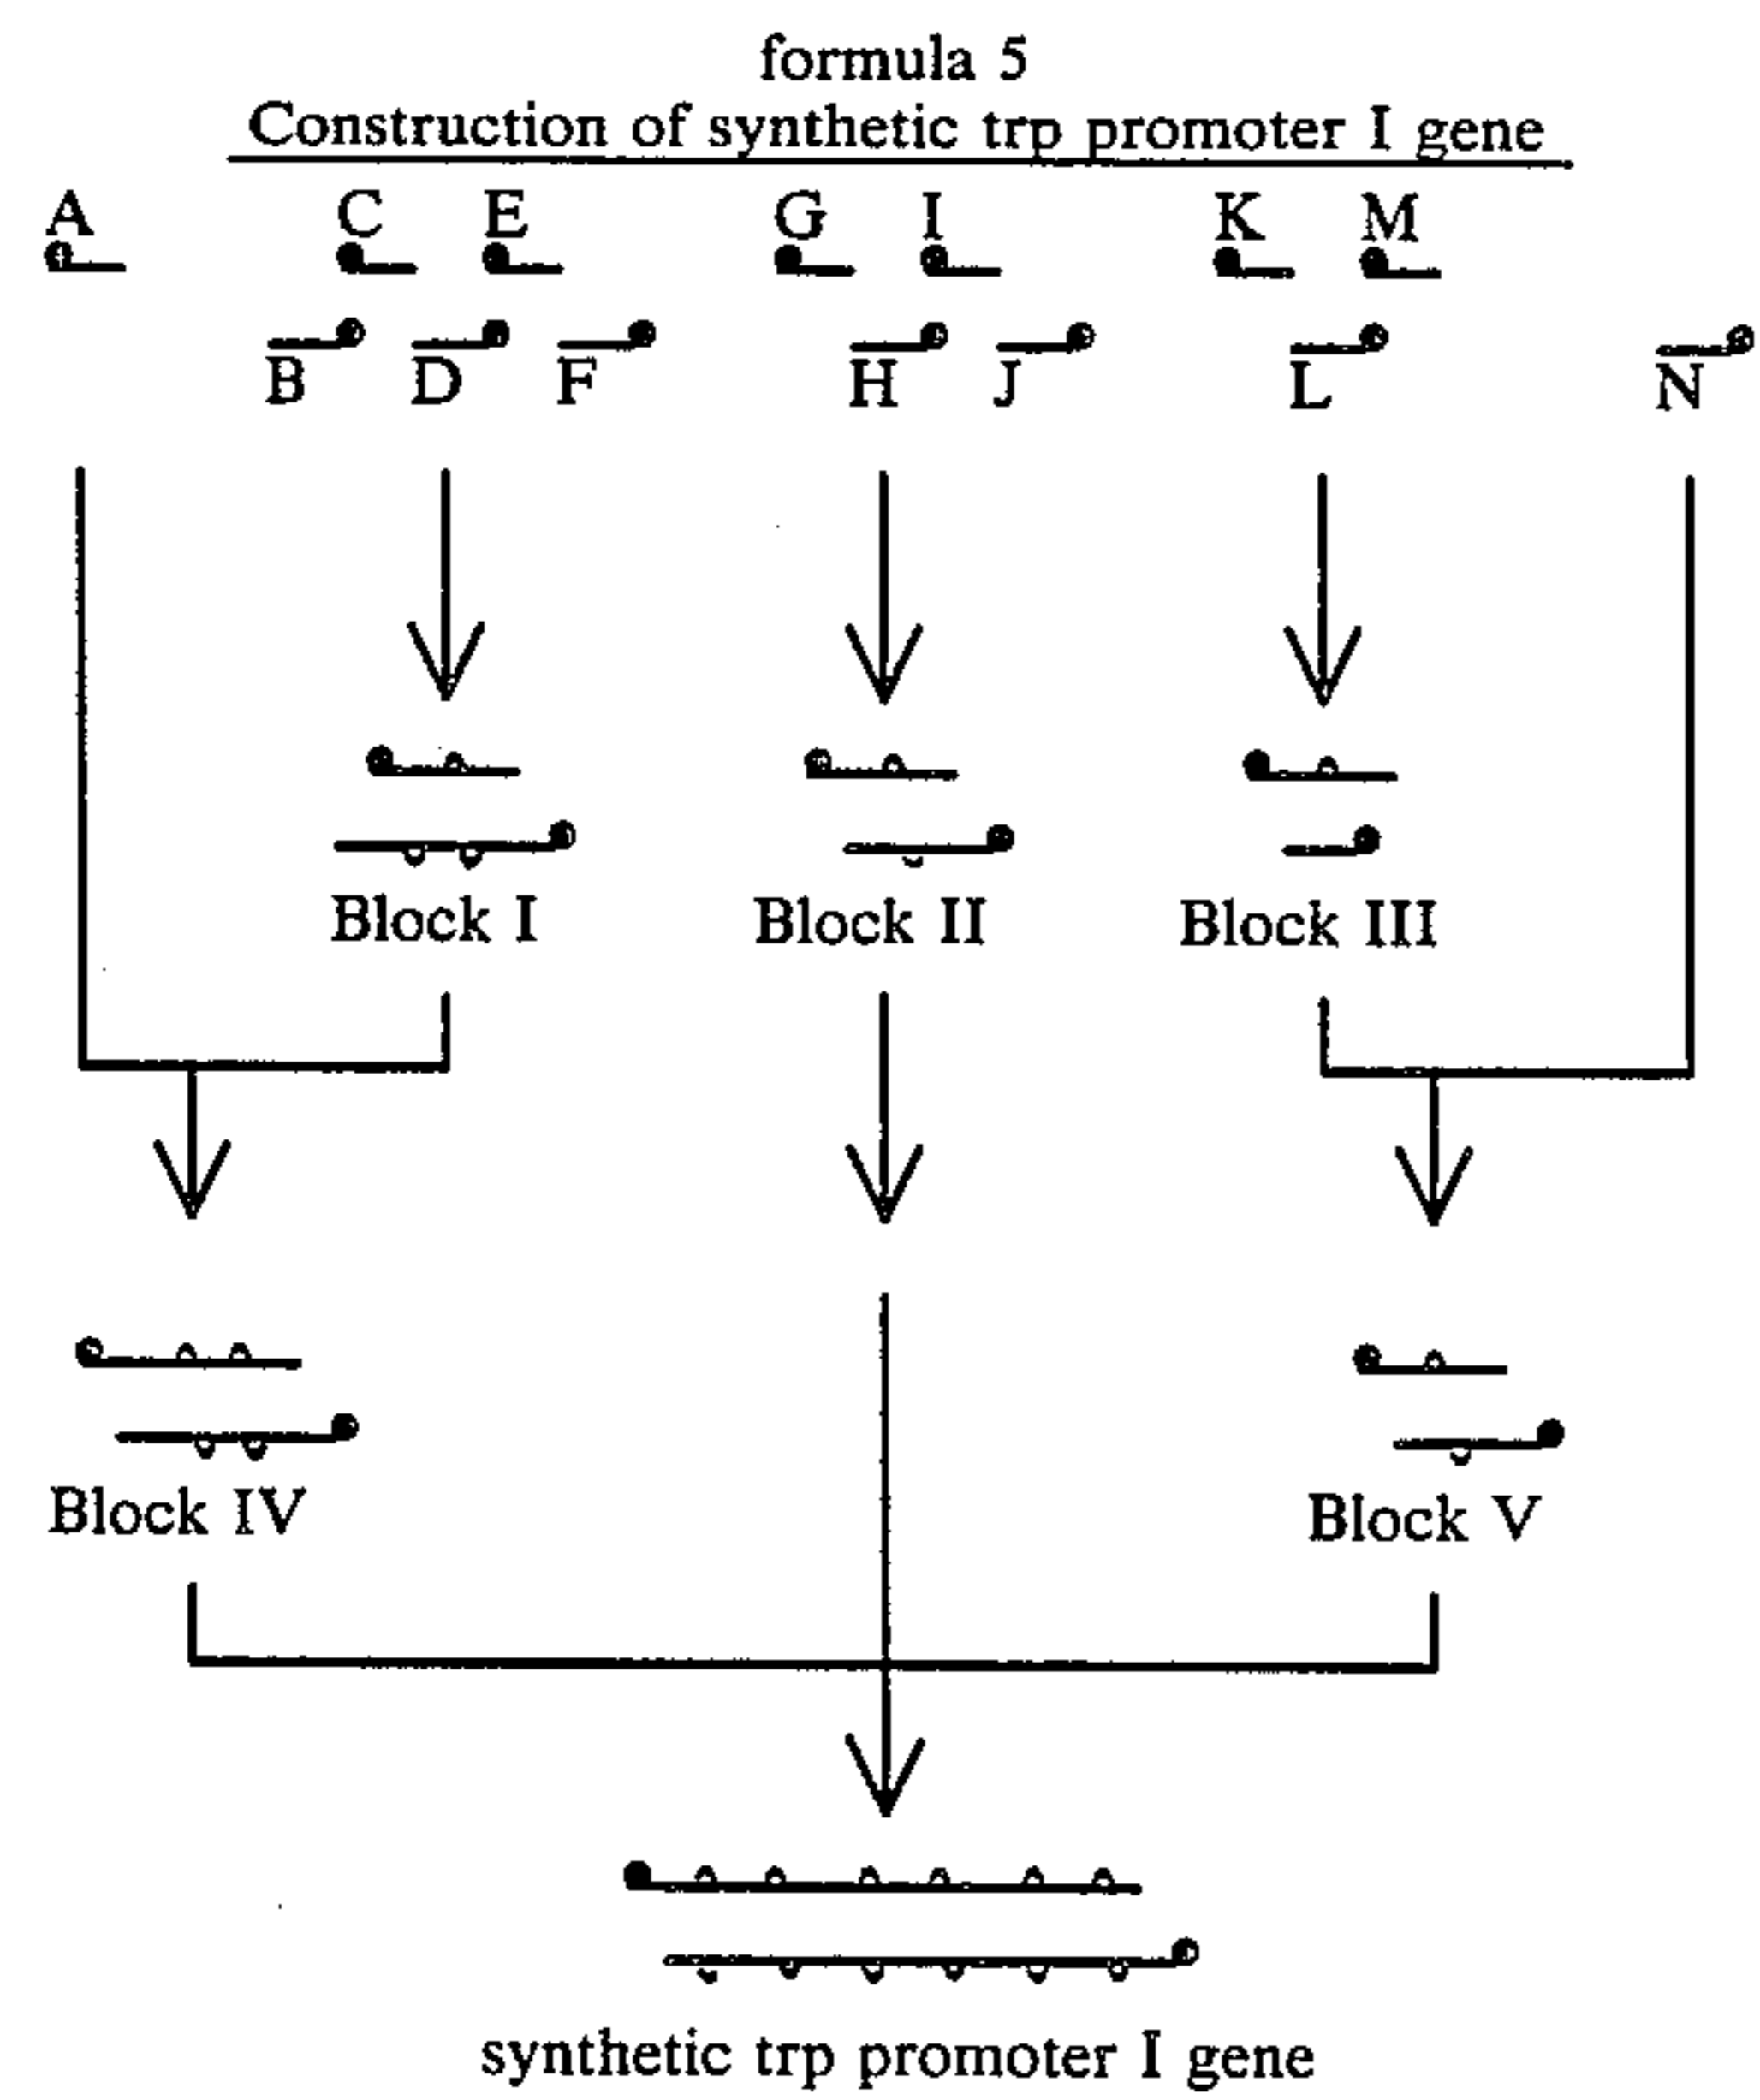 formula 5
Construction of synthetic trp promoter I gene
A C E G I K M
B D F H J L N
Block I Block II Block III
Block IV Block V
synthetic trp promoter I gene